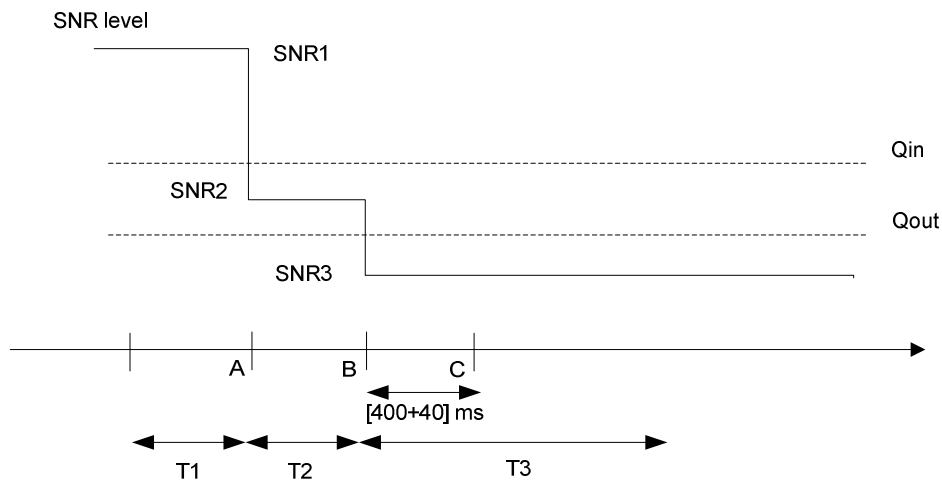 SNR level
SNR1
Qin
SNR2
Qout
SNR3
A
B
C
[400+40] ms
T1
T2
T3